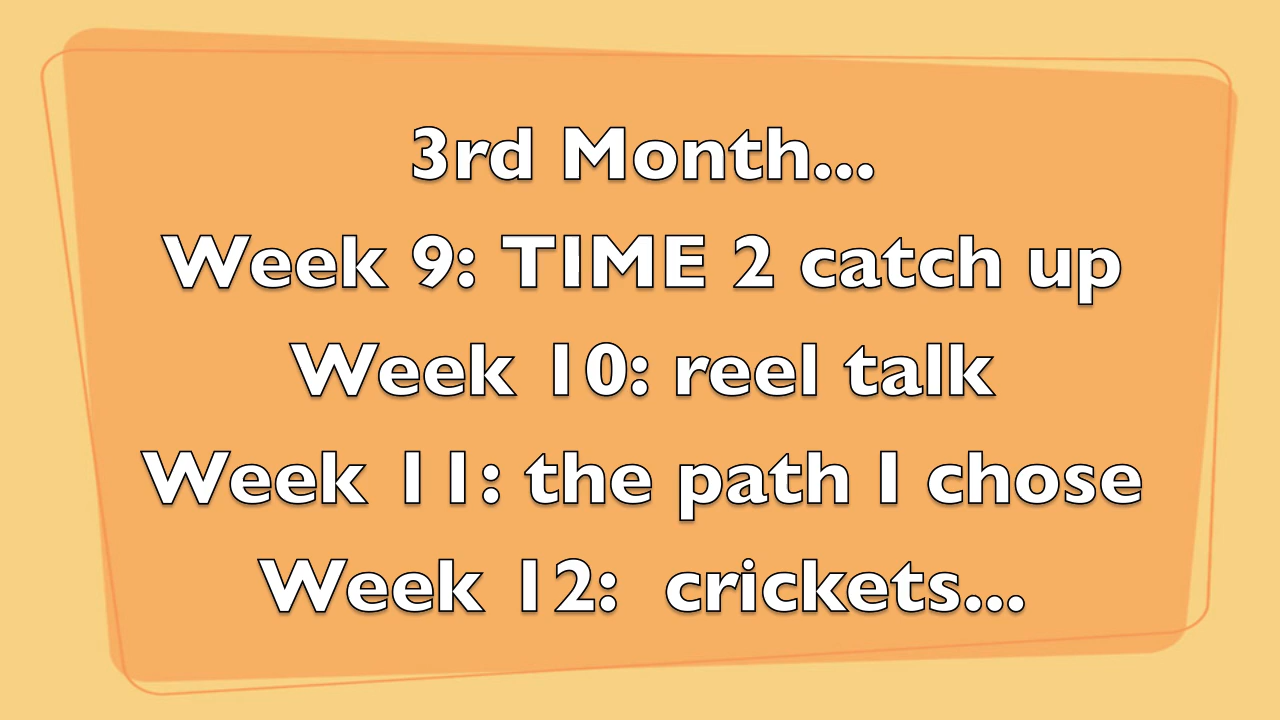 3rd Month...
Week 9: TIME 2 catch up
Week 10: reel talk
Week 11: the path I chose
Week 12:  crickets...